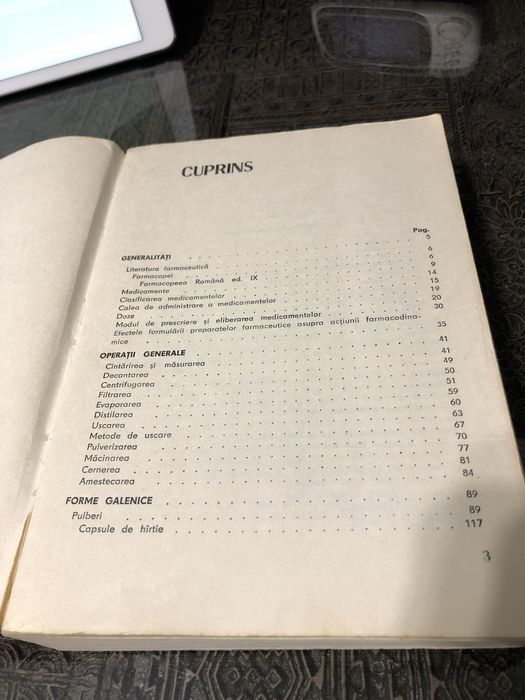 CUPRINS
Pag.
GENERALITĂȚI . . . . . 5
Literatura farmaceutică . . . . . 6
Farmacopei . . . . . 6
Farmacopeea Română ed. IX . . . . . 9
Medicamente . . . . . 14
Clasificarea medicamentelor . . . . . 15
Calea de administrare a medicamentelor . . . . . 19
Doze . . . . . 20
Modul de prescriere și eliberarea medicamentelor . . . . . 30
Efectele formulării preparatelor farmaceutice asupra acțiunii farmacodina-
mice . . . . . 35
OPERAȚII GENERALE . . . . . 41
Cîntărirea și măsurarea . . . . . 41
Decantarea . . . . . 49
Centrifugarea . . . . . 50
Filtrarea . . . . . 51
Evaporarea . . . . . 59
Distilarea . . . . . 60
Uscarea . . . . . 63
Metode de uscare . . . . . 67
Pulverizarea . . . . . 70
Măcinarea . . . . . 77
Cernerea . . . . . 81
Amestecarea . . . . . 84
FORME GALENICE . . . . . 89
Pulberi . . . . . 89
Capsule de hîrtie . . . . . 117
3